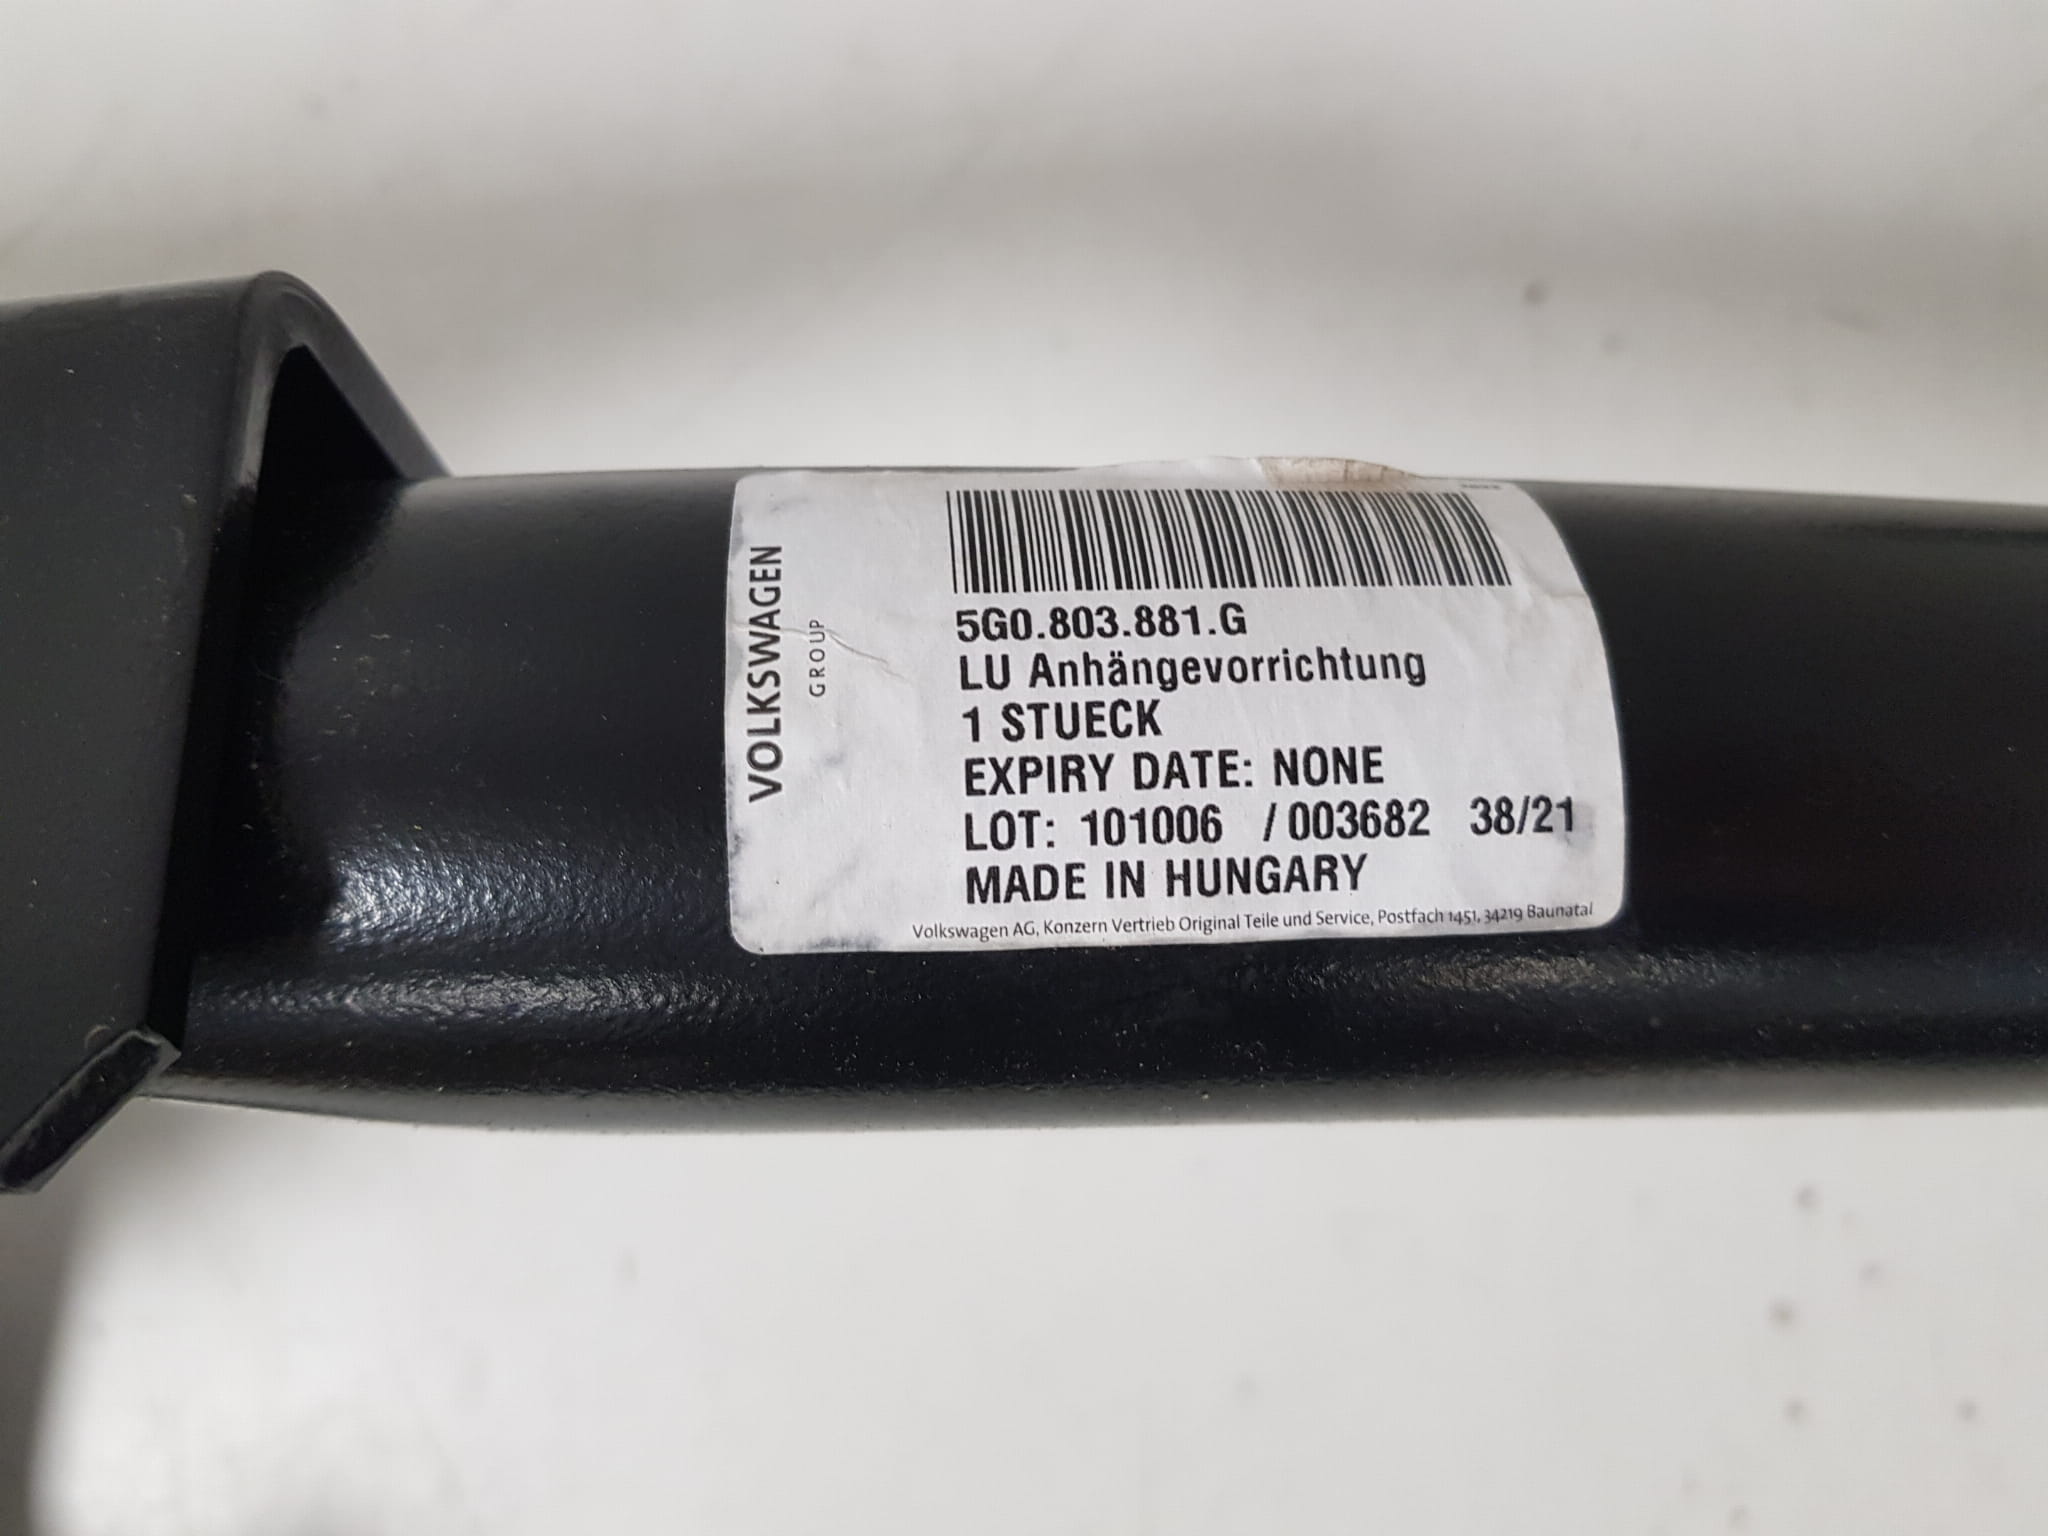 VOLKSWAGEN
GROUP
5G0.803.881.G
LU Anhängevorrichtung
1 STUECK
EXPIRY DATE: NONE
LOT: 101006 /003682 38/21
MADE IN HUNGARY
Volkswagen AG, Konzern Vertrieb Original Teile und Service, Postfach 1451, 34219 Baunatal